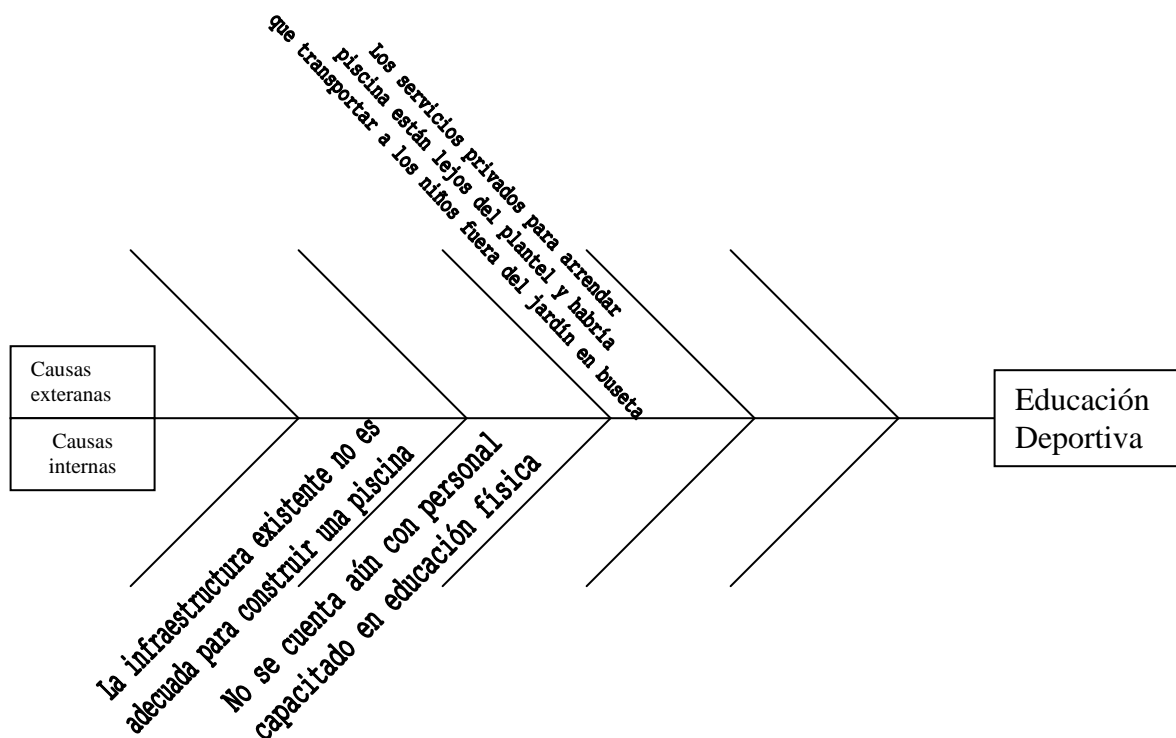 Los servicios privados para arrendar
piscina están lejos del plantel y habría
que transportar a los niños fuera del jardín en buseta
Causas
exteranas
Causas
internas
Educación
Deportiva
La infraestructura existente no es
adecuada para construir una piscina
No se cuenta aún con personal
capacitado en educación física